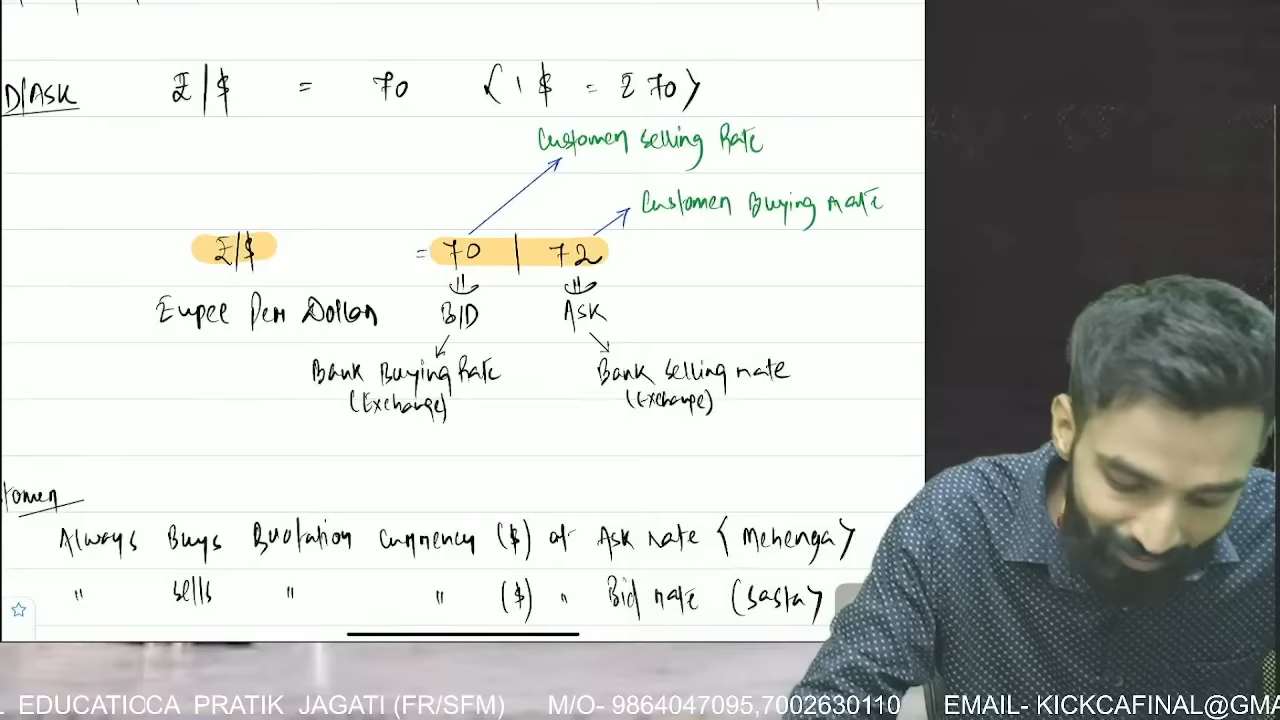 D/ASK ₹|$ = 70 {1 $ = ₹ 70}
Customer selling Rate
Customer Buying rate
₹|$ = 70 | 72
Rupee Per Dollar BID ASK
Bank Buying Rate Bank selling rate
(Exchange) (Exchange)
tomer
Always Buys Quotation Currency ($) at Ask rate {Mehenga}
" sells " " ($) " Bid rate (sasta}
EDUCATICCA PRATIK JAGATI (FR/SFM) M/O- 9864047095,7002630110 EMAIL- KICKCAFINAL@GMA